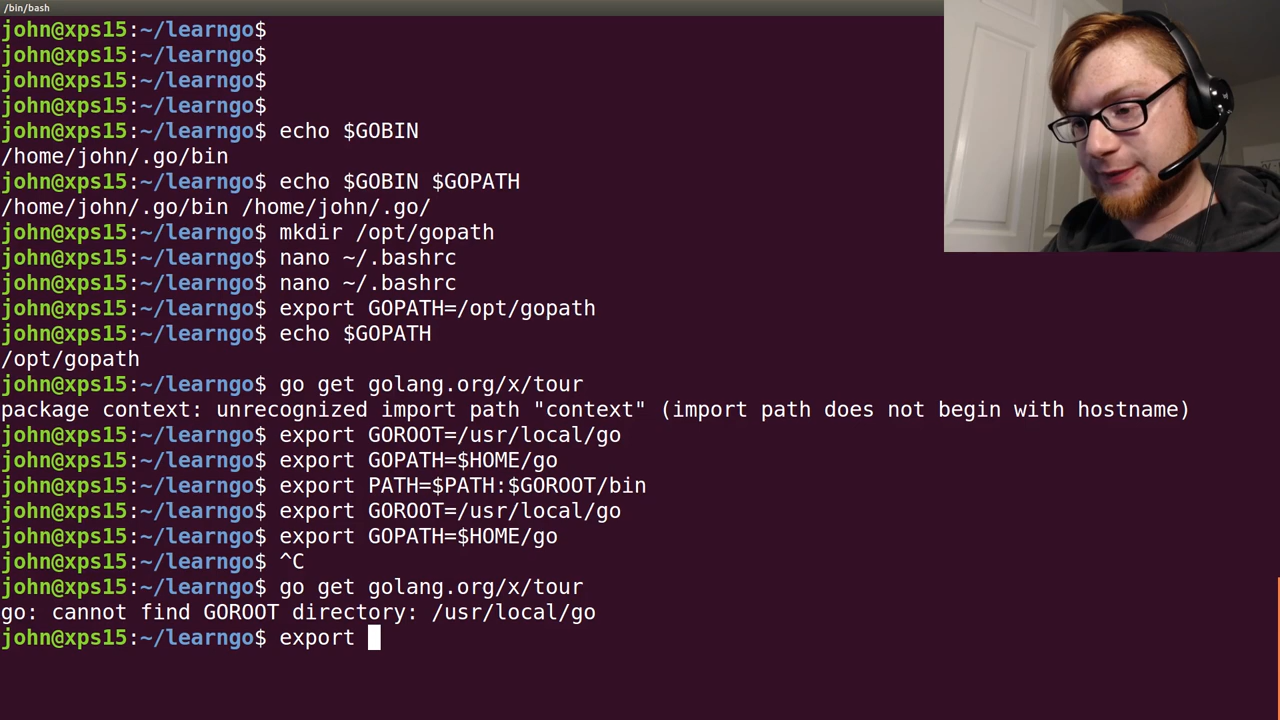 /bin/bash
john@xps15:~/learngo$
john@xps15:~/learngo$
john@xps15:~/learngo$
john@xps15:~/learngo$
john@xps15:~/learngo$ echo $GOBIN
/home/john/.go/bin
john@xps15:~/learngo$ echo $GOBIN $GOPATH
/home/john/.go/bin /home/john/.go/
john@xps15:~/learngo$ mkdir /opt/gopath
john@xps15:~/learngo$ nano ~/.bashrc
john@xps15:~/learngo$ nano ~/.bashrc
john@xps15:~/learngo$ export GOPATH=/opt/gopath
john@xps15:~/learngo$ echo $GOPATH
/opt/gopath
john@xps15:~/learngo$ go get golang.org/x/tour
package context: unrecognized import path "context" (import path does not begin with hostname)
john@xps15:~/learngo$ export GOROOT=/usr/local/go
john@xps15:~/learngo$ export GOPATH=$HOME/go
john@xps15:~/learngo$ export PATH=$PATH:$GOROOT/bin
john@xps15:~/learngo$ export GOROOT=/usr/local/go
john@xps15:~/learngo$ export GOPATH=$HOME/go
john@xps15:~/learngo$ ^C
john@xps15:~/learngo$ go get golang.org/x/tour
go: cannot find GOROOT directory: /usr/local/go
john@xps15:~/learngo$ export